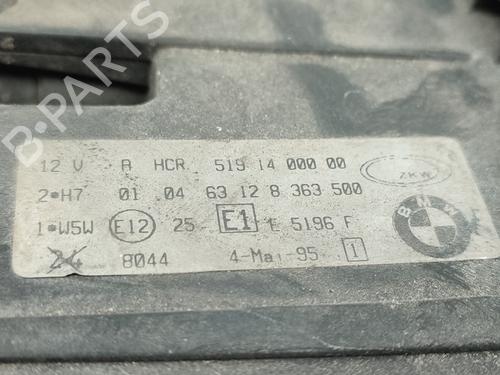 B-Parts
12 V A HCR 519 14 000 00 ZKW
2*H7 01 04 63 12 8 363 500
1*W5W E12 25 E1 E 5196 F BMW
24 8044 4-Mai-95 1